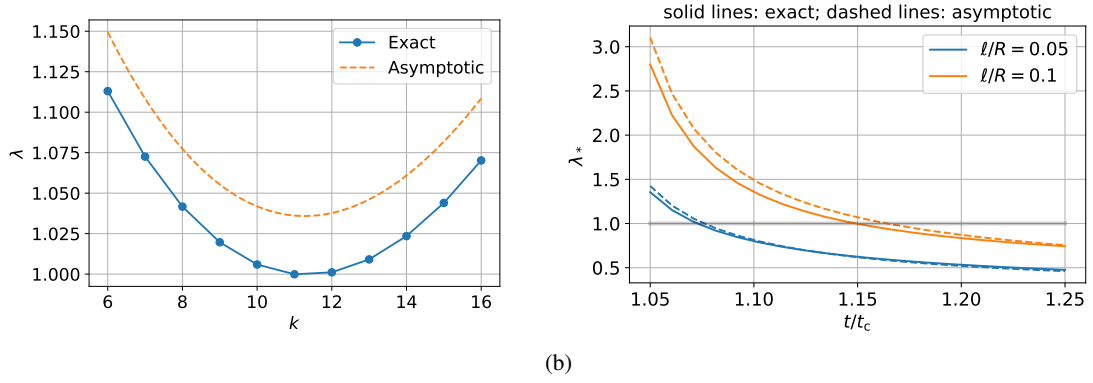 solid lines: exact; dashed lines: asymptotic
1.150
1.125
1.100
1.075
1.050
1.025
1.000
λ
6
8
10
12
14
16
k
Exact
Asymptotic
3.0
2.5
2.0
1.5
1.0
0.5
λ*
1.05
1.10
1.15
1.20
1.25
t/tc
ℓ/R = 0.05
ℓ/R = 0.1
(b)